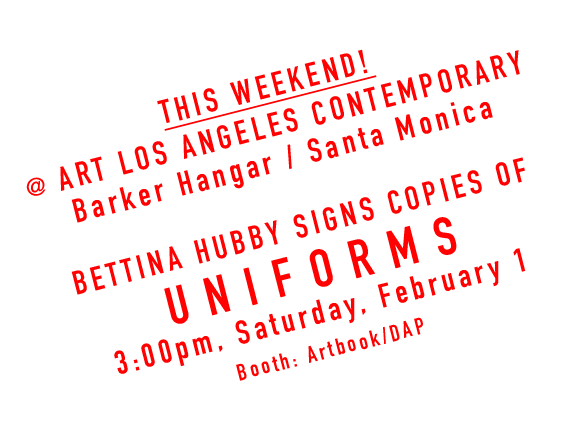 THIS WEEKEND!
@ ART LOS ANGELES CONTEMPORARY
Barker Hangar / Santa Monica
BETTINA HUBBY SIGNS COPIES OF
UNIFORMS
3:00pm, Saturday, February 1
Booth: Artbook/DAP